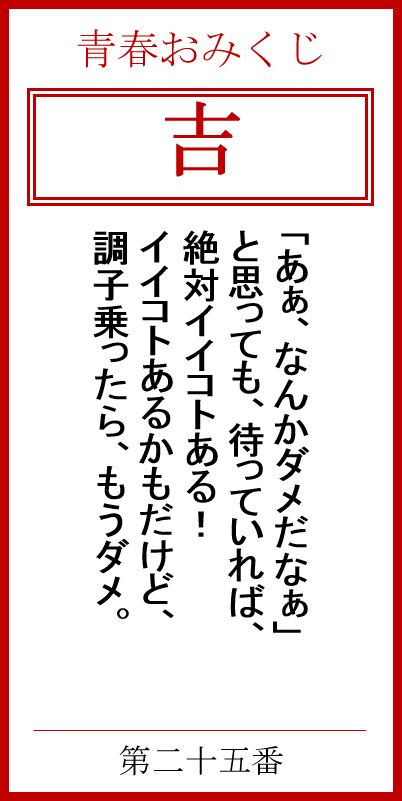 青春おみくじ
吉
「あぁ、なんかダメだなぁ」
と思っても、待っていれば、
絶対イイコトある！
イイコトあるかもだけど、
調子乗ったら、もうダメ。
第二十五番